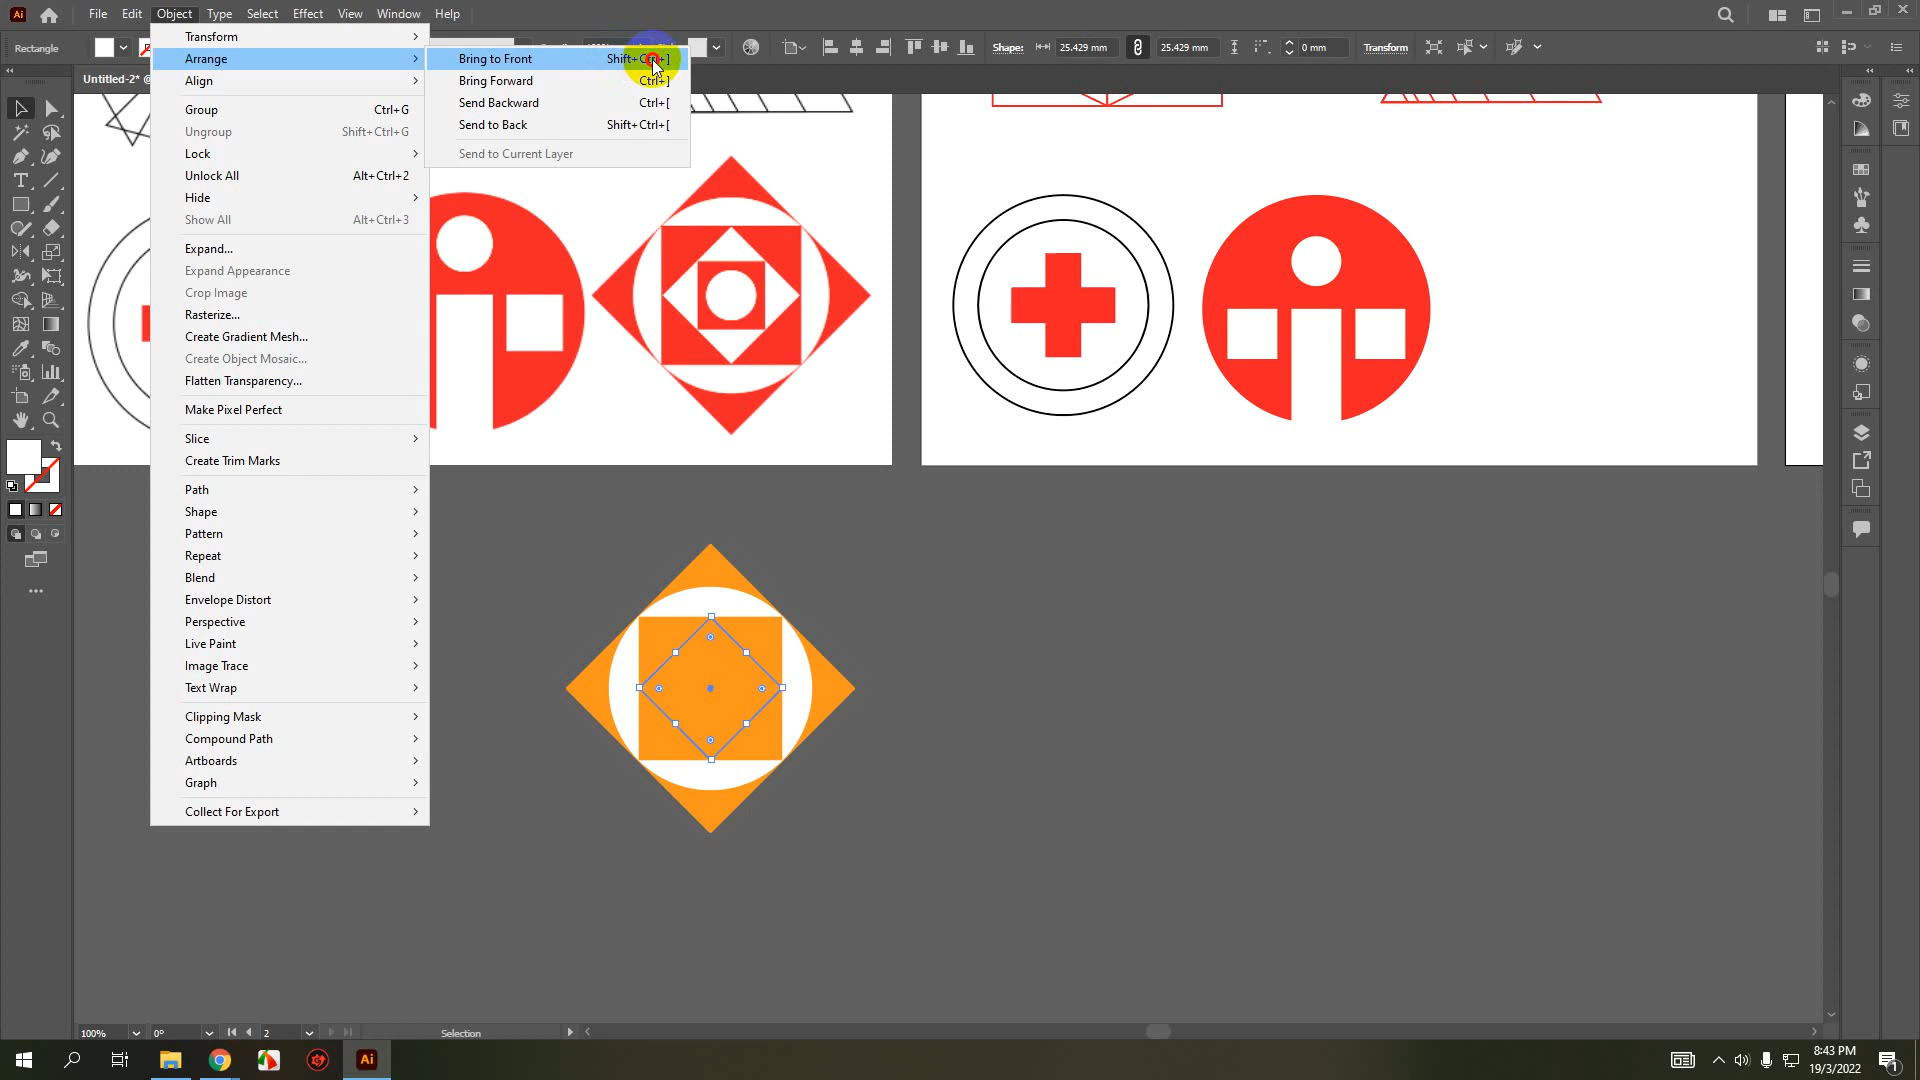 Ai File Edit Object Type Select Effect View Window Help
Rectangle
Shape: 25.429 mm 25.429 mm 0 mm Transform
Untitled-2* @
Transform
Arrange
Align
Group Ctrl+G
Ungroup Shift+Ctrl+G
Lock
Unlock All Alt+Ctrl+2
Hide
Show All Alt+Ctrl+3
Expand...
Expand Appearance
Crop Image
Rasterize...
Create Gradient Mesh...
Create Object Mosaic...
Flatten Transparency...
Make Pixel Perfect
Slice
Create Trim Marks
Path
Shape
Pattern
Repeat
Blend
Envelope Distort
Perspective
Live Paint
Image Trace
Text Wrap
Clipping Mask
Compound Path
Artboards
Graph
Collect For Export
Bring to Front Shift+Ctrl+]
Bring Forward Ctrl+]
Send Backward Ctrl+[
Send to Back Shift+Ctrl+[
Send to Current Layer
100% 0° 2 Selection
Ai
8:43 PM
19/3/2022
1